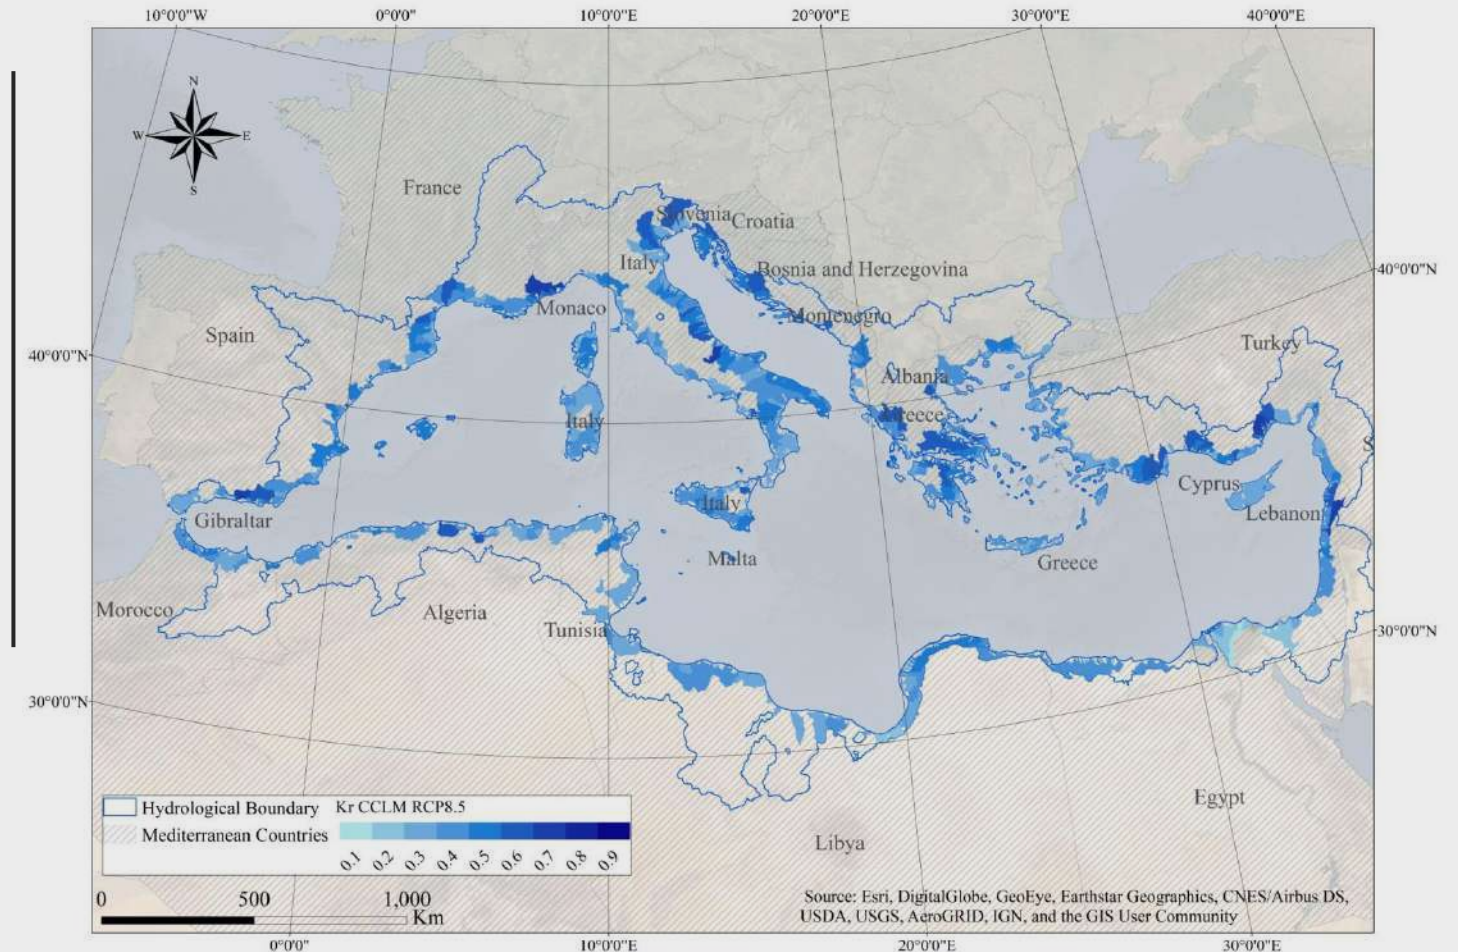 10°0'0"W 0°0'0" 10°0'0"E 20°0'0"E 30°0'0"E 40°0'0"E
N
W E
S
France
Slovenia Croatia
Italy
Bosnia and Herzegovina
40°0'0"N
Monaco
Montenegro
Spain
Turkey
40°0'0"N
Albania
Italy
Greece
S
Cyprus
Italy
Lebanon
Gibraltar
Malta
Greece
Morocco
Algeria
Tunisia
30°0'0"N
30°0'0"N
Egypt
Libya
Hydrological Boundary Kr CCLM RCP8.5
Mediterranean Countries
0.1 0.2 0.3 0.4 0.5 0.6 0.7 0.8 0.9
0 500 1,000
Km
Source: Esri, DigitalGlobe, GeoEye, Earthstar Geographics, CNES/Airbus DS,
USDA, USGS, AeroGRID, IGN, and the GIS User Community
0°0'0" 10°0'0"E 20°0'0"E 30°0'0"E